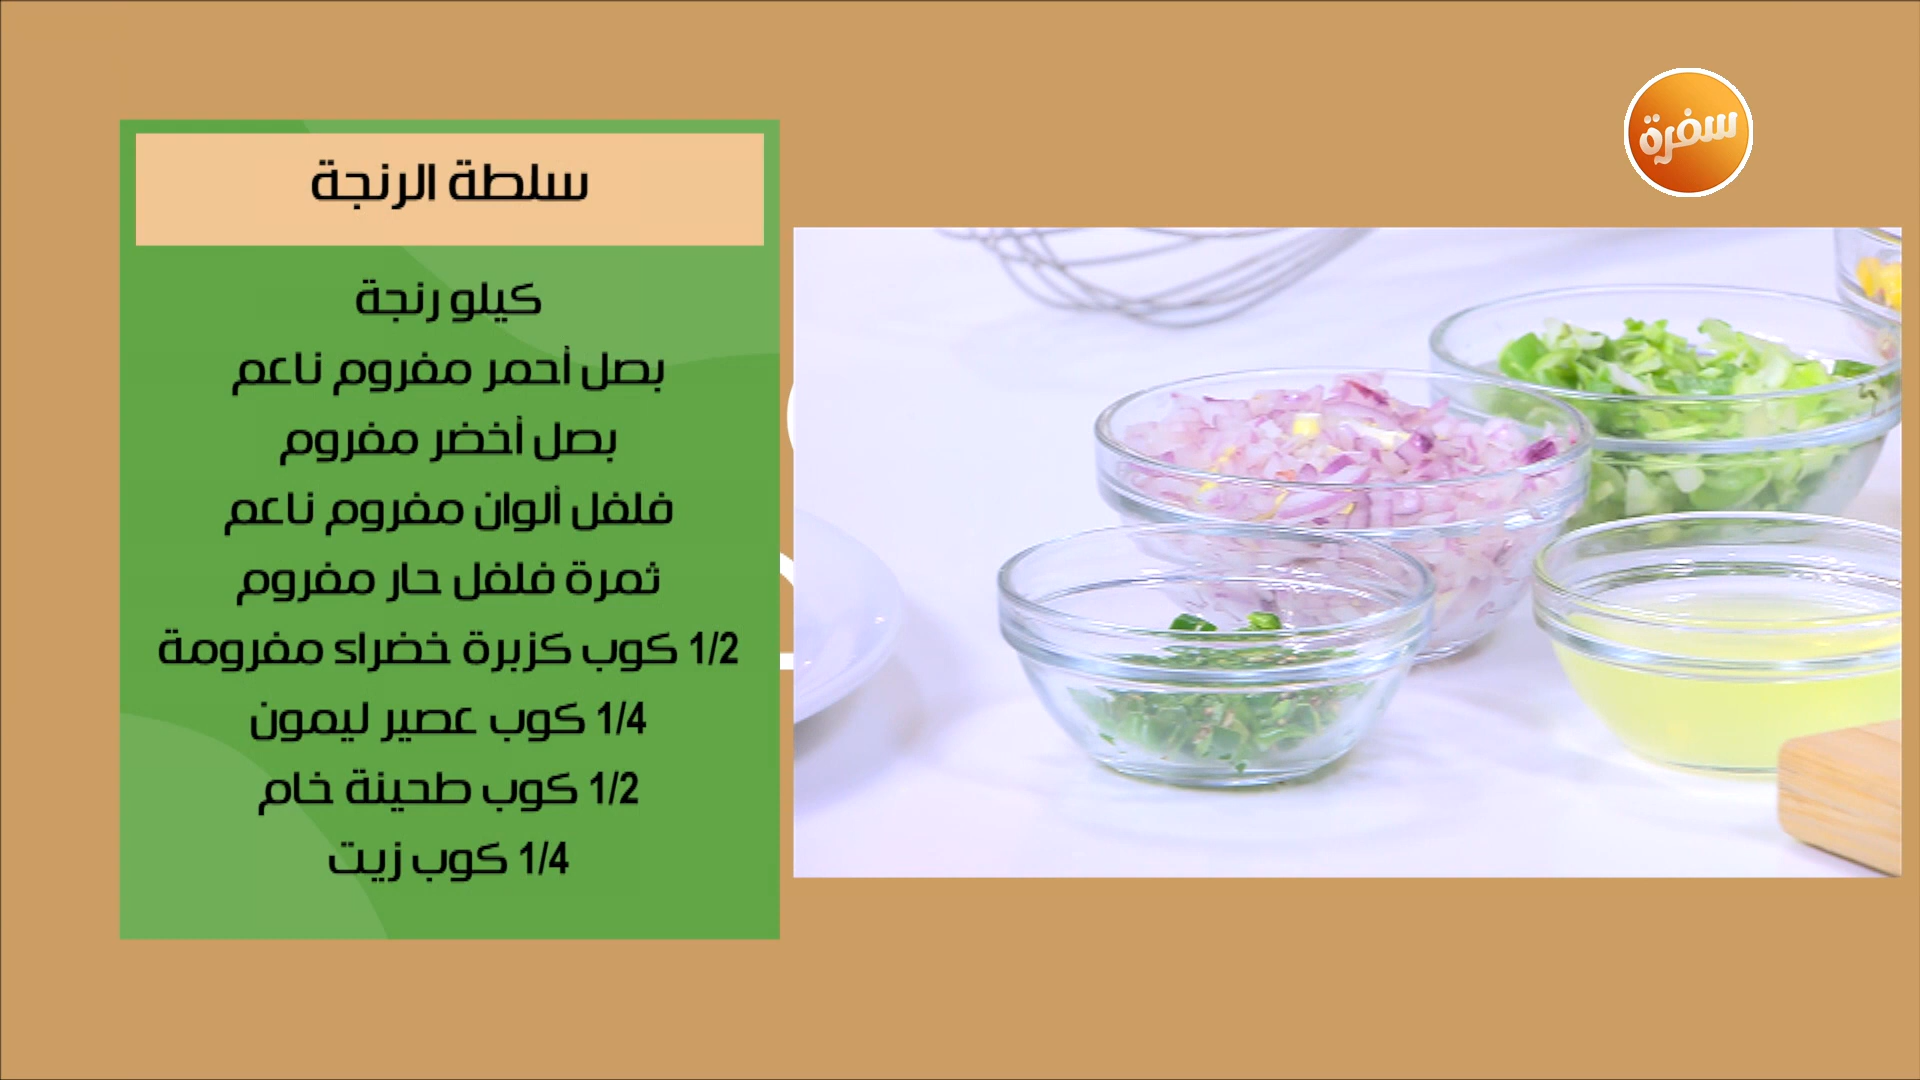 سفرة
سلطة الرنجة
كيلو رنجة
بصل أحمر مفروم ناعم
بصل أخضر مفروم
فلفل ألوان مفروم ناعم
ثمرة فلفل حار مفروم
1/2 كوب كزبرة خضراء مفرومة
1/4 كوب عصير ليمون
1/2 كوب طحينة خام
1/4 كوب زيت